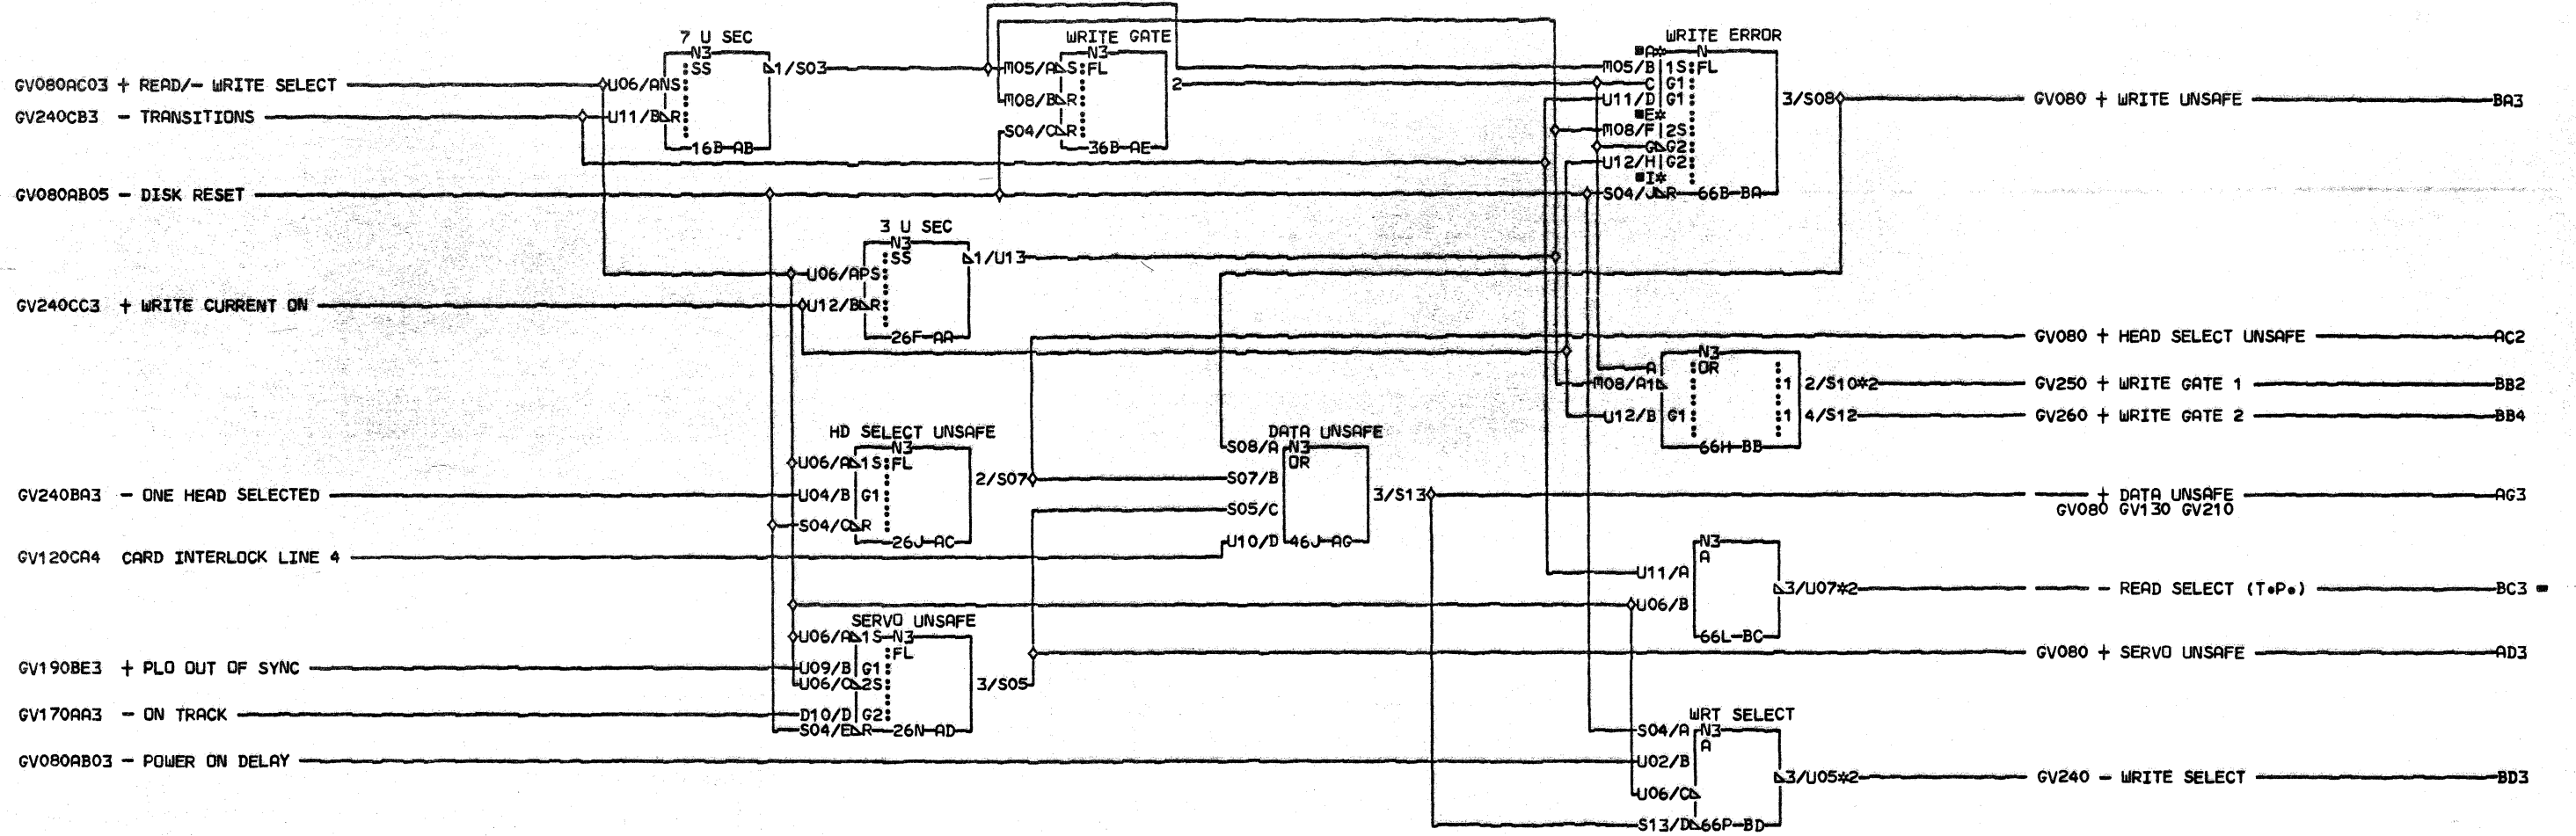 7 U SEC
N3
SS
GV080AC03 + READ/- WRITE SELECT
U06/A NS
1/S03
GV240CB3 - TRANSITIONS
U11/B R
16B-AB
WRITE GATE
N3
M05/A S FL
2
M08/B R
S04/C R
36B-AE
WRITE ERROR
A* N
M05/B 1S FL
C G1
U11/D G1
E*
M08/F 2S
G G2
U12/H G2
I*
S04/J R 66B-BA
3/S08
GV080 + WRITE UNSAFE BA3
GV080AB05 - DISK RESET
3 U SEC
N3
SS
U06/A PS
1/U13
GV240CC3 + WRITE CURRENT ON
U12/B R
26F-AA
GV080 + HEAD SELECT UNSAFE AC2
N3
A OR
M08/A1 1 2/S10*2
GV250 + WRITE GATE 1 BB2
U12/B G1 1 4/S12
GV260 + WRITE GATE 2 BB4
66H-BB
HD SELECT UNSAFE
N3
U06/A 1S FL
2/S07
GV240BA3 - ONE HEAD SELECTED
U04/B G1
S04/C R
26J-AC
DATA UNSAFE
S08/A N3
OR
S07/B
3/S13
S05/C
U10/D 46J-AG
+ DATA UNSAFE AG3
GV080 GV130 GV210
GV120CA4 CARD INTERLOCK LINE 4
N3
A
U11/A
3/U07*2
U06/B
66L-BC
- READ SELECT (T.P.) BC3
SERVO UNSAFE
U06/A 1S N3
FL
GV190BE3 + PLO OUT OF SYNC
U09/B G1
U06/C 2S
3/S05
GV170AA3 - ON TRACK
D10/D G2
S04/E R 26N-AD
GV080 + SERVO UNSAFE AD3
WRT SELECT
S04/A N3
A
GV080AB03 - POWER ON DELAY
U02/B
3/U05*2
U06/C
S13/D 66P-BD
GV240 - WRITE SELECT BD3